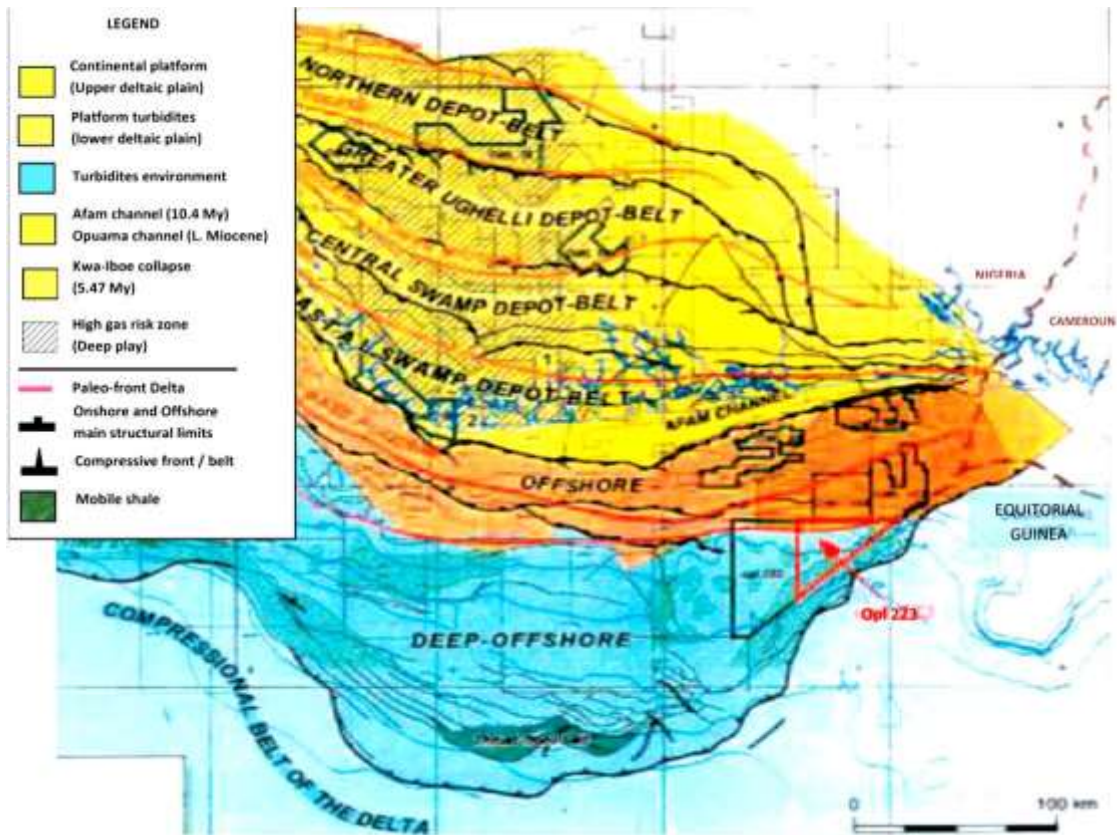 LEGEND
Continental platform
(Upper deltaic plain)
Platform turbidites
(lower deltaic plain)
Turbidites environment
Afam channel (10.4 My)
Opuama channel (L. Miocene)
Kwa-Iboe collapse
(5.47 My)
High gas risk zone
(Deep play)
Paleo-front Delta
Onshore and Offshore
main structural limits
Compressive front / belt
Mobile shale
NORTHERN DEPOT-BELT
GREATER UGHELLI DEPOT-BELT
CENTRAL SWAMP DEPOT-BELT
SWAMP DEPOT-BELT
1
2
AFAM CHANNEL
OFFSHORE
NIGERIA
CAMEROUN
EQUITORIAL
GUINEA
Opl 223
DEEP-OFFSHORE
COMPRESSIONAL BELT OF THE DELTA
0
100 km